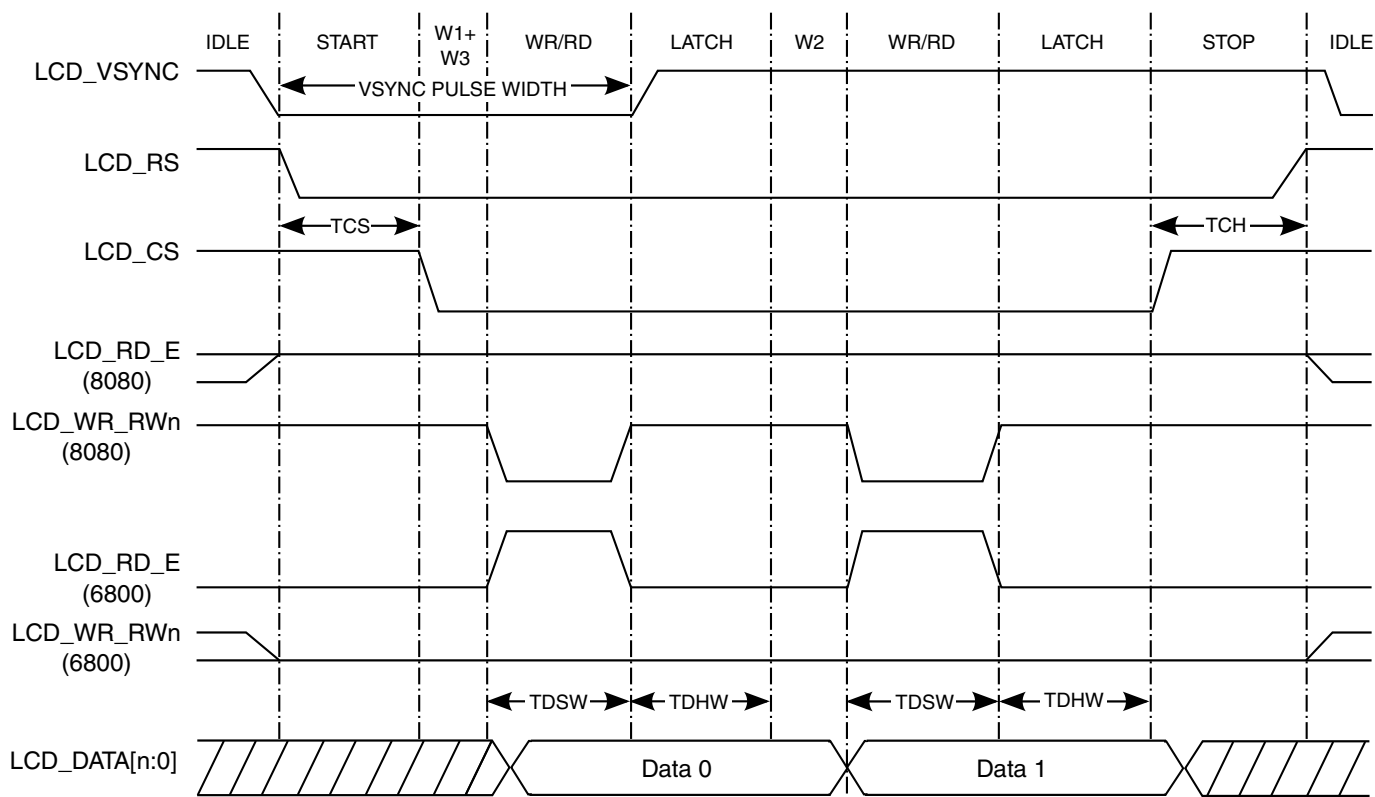 IDLE START W1+ W3 WR/RD LATCH W2 WR/RD LATCH STOP IDLE
LCD_VSYNC
VSYNC PULSE WIDTH
LCD_RS
TCS TCH
LCD_CS
LCD_RD_E
(8080)
LCD_WR_RWn
(8080)
LCD_RD_E
(6800)
LCD_WR_RWn
(6800)
TDSW TDHW TDSW TDHW
LCD_DATA[n:0] Data 0 Data 1